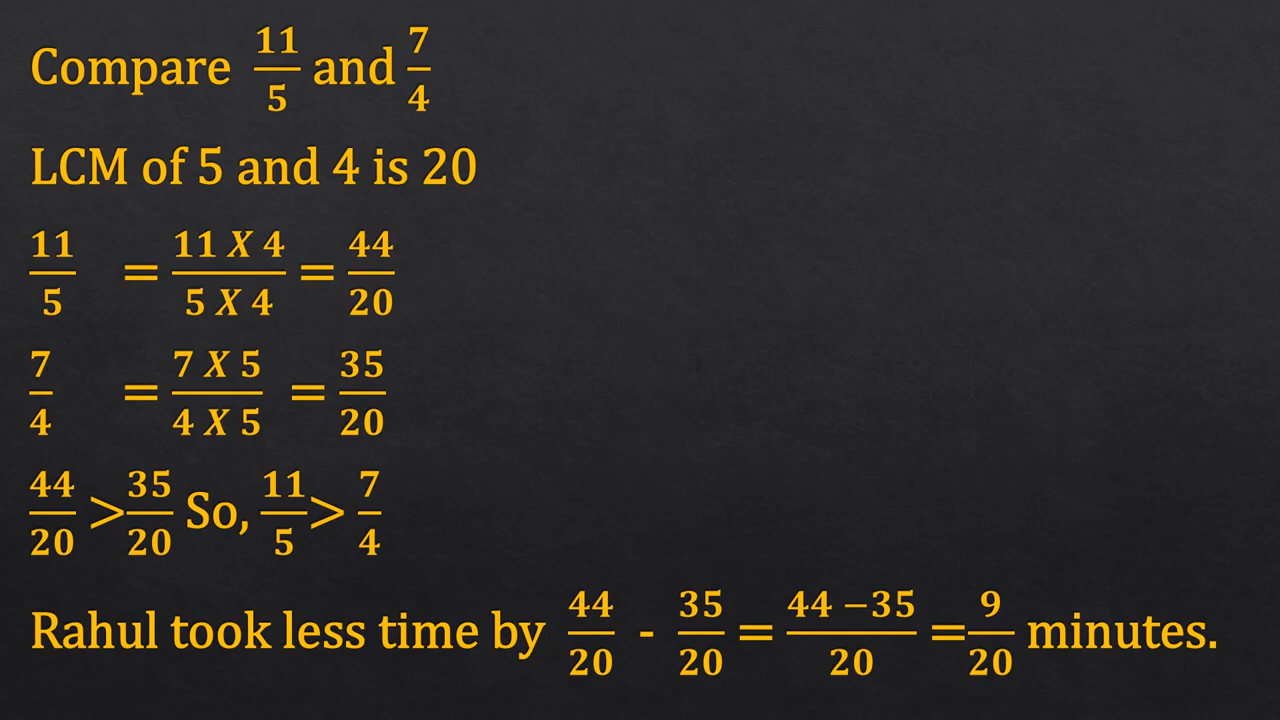 Compare 11/5 and 7/4
LCM of 5 and 4 is 20
11/5 = 11 X 4/5 X 4 = 44/20
7/4 = 7 X 5/4 X 5 = 35/20
44/20 > 35/20 So, 11/5 > 7/4
Rahul took less time by 44/20 - 35/20 = 44 −35/20 = 9/20 minutes.